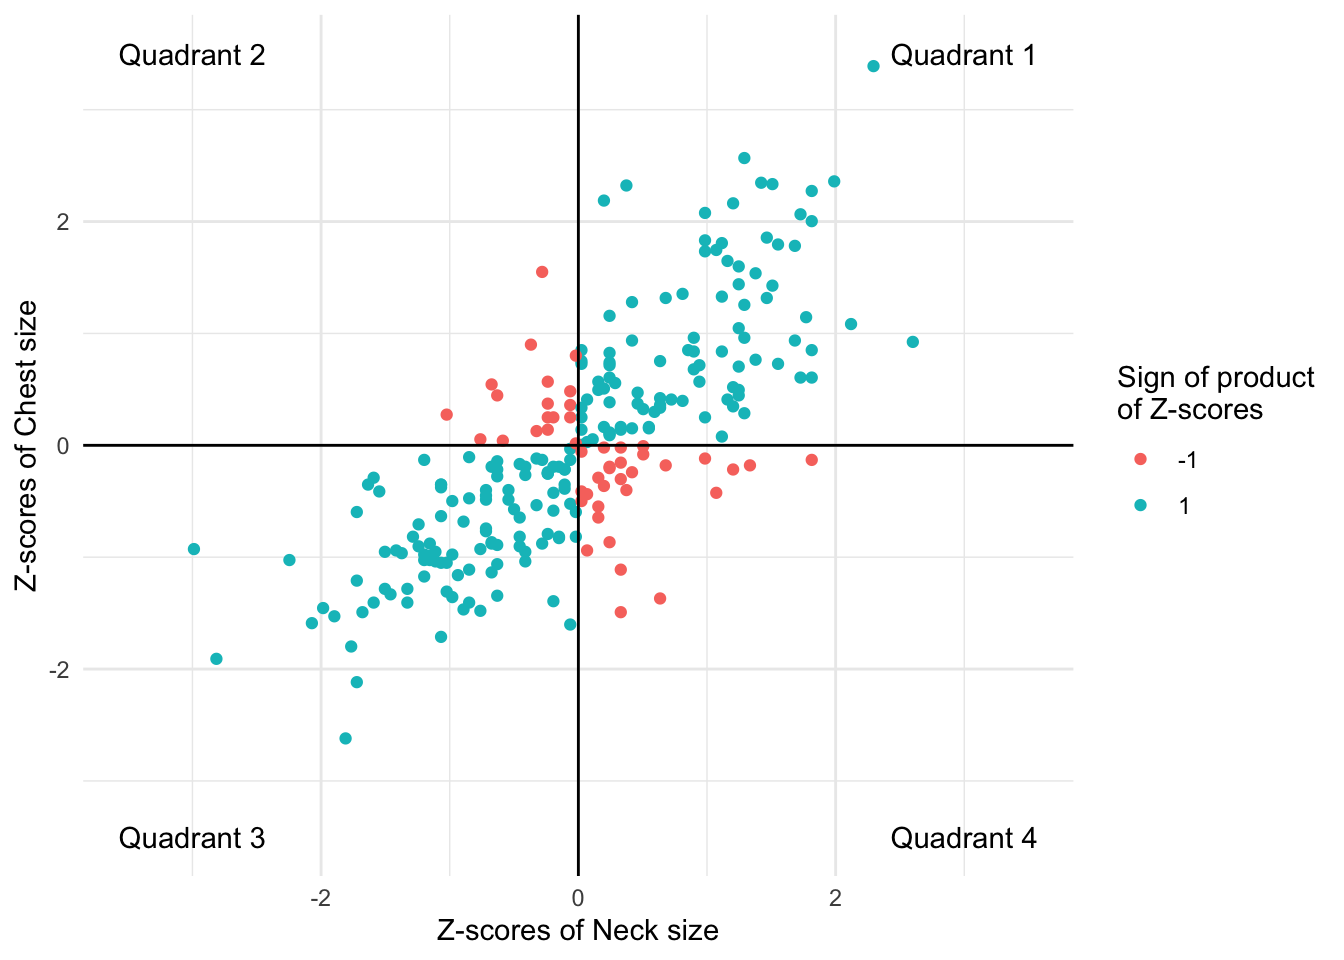 Quadrant 2
Quadrant 1
2
0
-2
Quadrant 3
Quadrant 4
-2
0
2
Z-scores of Neck size
Z-scores of Chest size
Sign of product
of Z-scores
-1
1